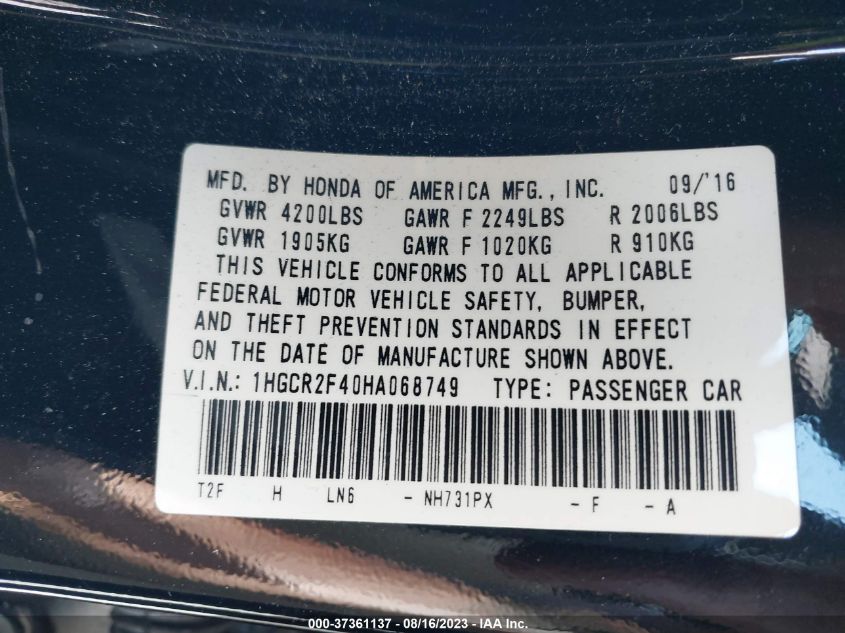 MFD. BY HONDA OF AMERICA MFG., INC. 09/'16
GVWR 4200LBS GAWR F 2249LBS R 2006LBS
GVWR 1905KG GAWR F 1020KG R 910KG
THIS VEHICLE CONFORMS TO ALL APPLICABLE
FEDERAL MOTOR VEHICLE SAFETY, BUMPER,
AND THEFT PREVENTION STANDARDS IN EFFECT
ON THE DATE OF MANUFACTURE SHOWN ABOVE.
V.I.N.: 1HGCR2F40HA068749 TYPE: PASSENGER CAR
T2F H LN6 - NH731PX - F - A
000-37361137 - 08/16/2023 - IAA Inc.